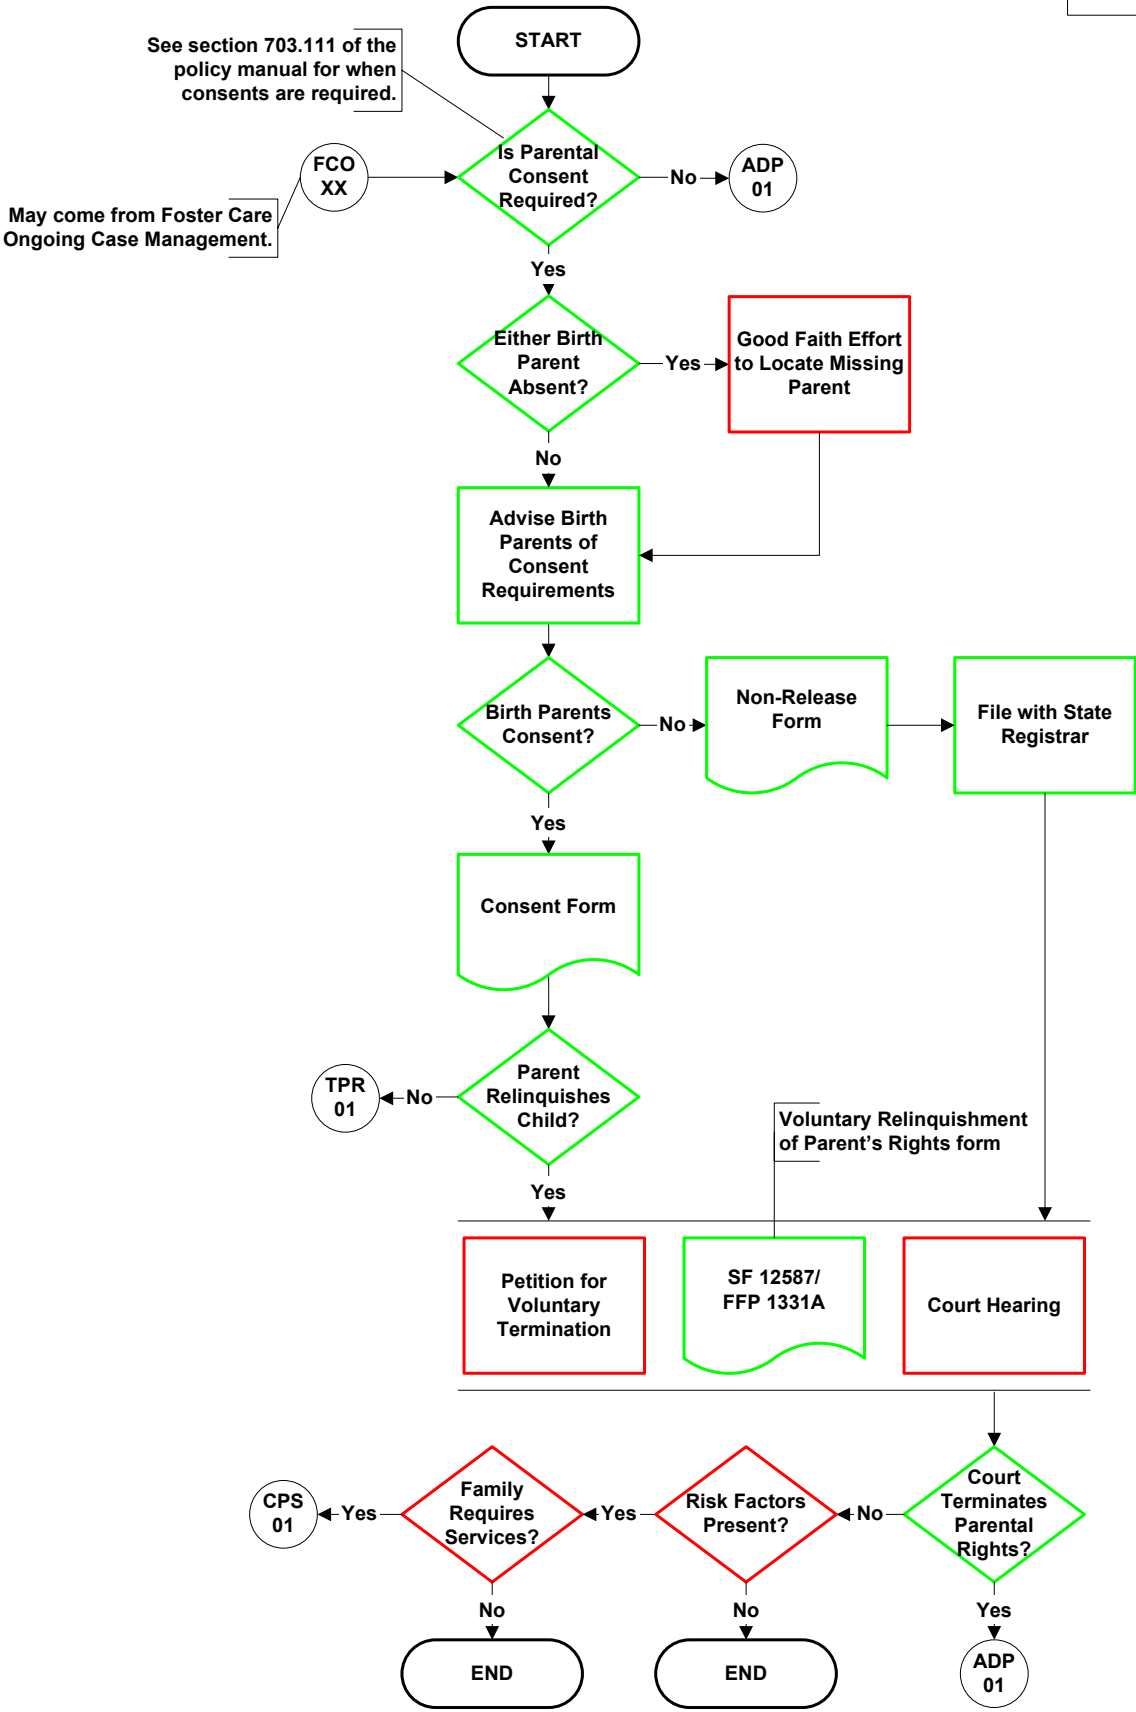 START
See section 703.111 of the
policy manual for when
consents are required.
Is Parental
Consent
Required?
FCO
XX
No
ADP
01
May come from Foster Care
Ongoing Case Management.
Yes
Either Birth
Parent
Absent?
Yes
Good Faith Effort
to Locate Missing
Parent
No
Advise Birth
Parents of
Consent
Requirements
Birth Parents
Consent?
No
Non-Release
Form
File with State
Registrar
Yes
Consent Form
Parent
Relinquishes
Child?
No
TPR
01
Voluntary Relinquishment
of Parent’s Rights form
Yes
Petition for
Voluntary
Termination
SF 12587/
FFP 1331A
Court Hearing
Court
Terminates
Parental
Rights?
No
Risk Factors
Present?
Yes
Family
Requires
Services?
Yes
CPS
01
No
No
Yes
END
END
ADP
01